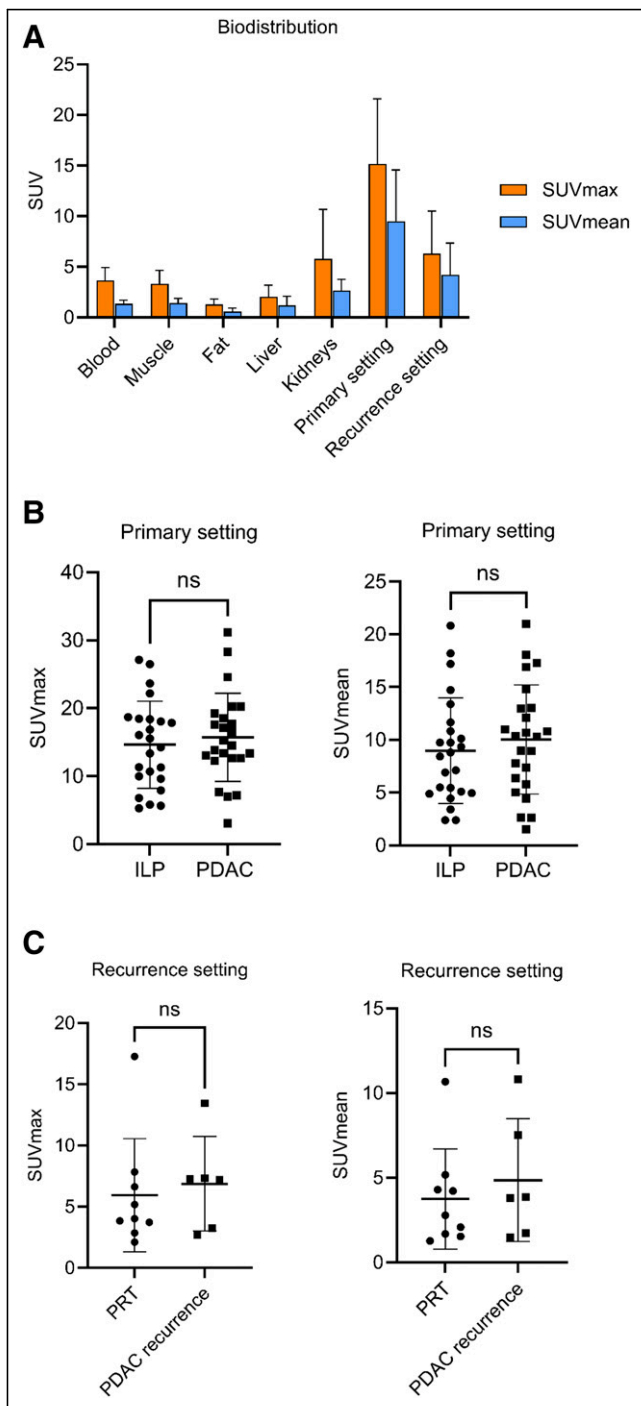 A
Biodistribution
25
20
15
10
5
0
SUV
SUVmax
SUVmean
Blood
Muscle
Fat
Liver
Kidneys
Primary setting
Recurrence setting
B
Primary setting
40
30
20
10
0
SUVmax
ns
ILP
PDAC
Primary setting
25
20
15
10
5
0
SUVmean
ns
ILP
PDAC
C
Recurrence setting
20
15
10
5
0
SUVmax
ns
PRT
PDAC recurrence
Recurrence setting
15
10
5
0
SUVmean
ns
PRT
PDAC recurrence